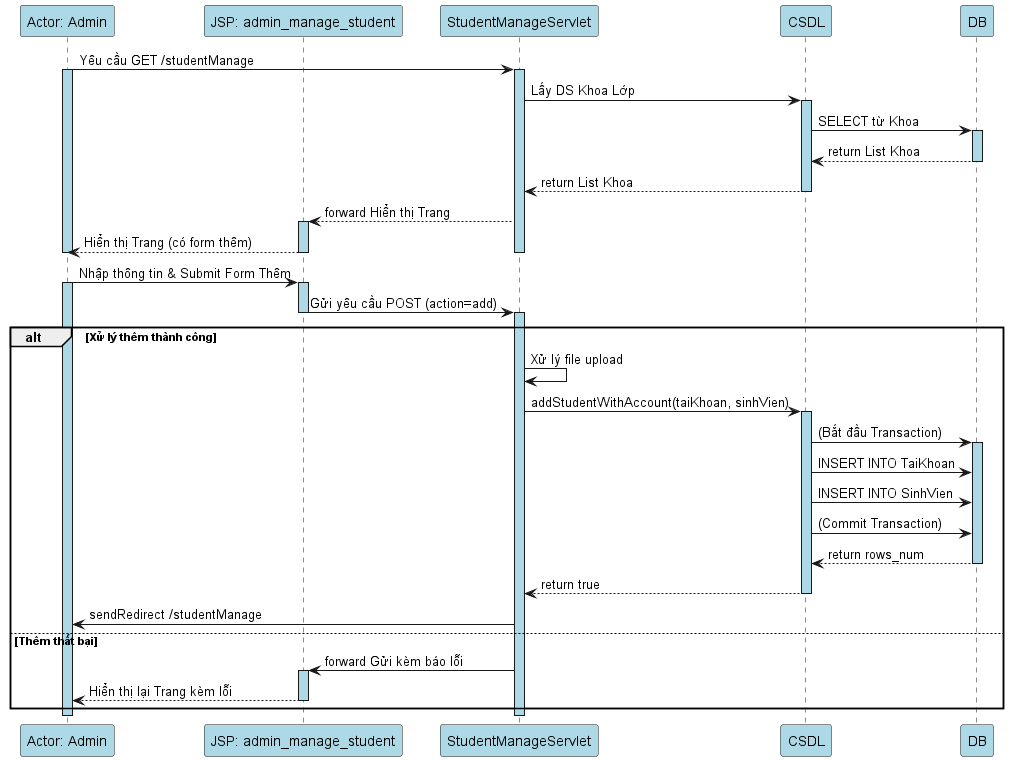 Actor: Admin
JSP: admin_manage_student
StudentManageServlet
CSDL
DB
Yêu cầu GET /studentManage
Lấy DS Khoa Lớp
SELECT từ Khoa
return List Khoa
return List Khoa
forward Hiển thị Trang
Hiển thị Trang (có form thêm)
Nhập thông tin & Submit Form Thêm
Gửi yêu cầu POST (action=add)
alt
[Xử lý thêm thành công]
Xử lý file upload
addStudentWithAccount(taiKhoan, sinhVien)
(Bắt đầu Transaction)
INSERT INTO TaiKhoan
INSERT INTO SinhVien
(Commit Transaction)
return rows_num
return true
sendRedirect /studentManage
[Thêm thất bại]
forward Gửi kèm báo lỗi
Hiển thị lại Trang kèm lỗi
Actor: Admin
JSP: admin_manage_student
StudentManageServlet
CSDL
DB